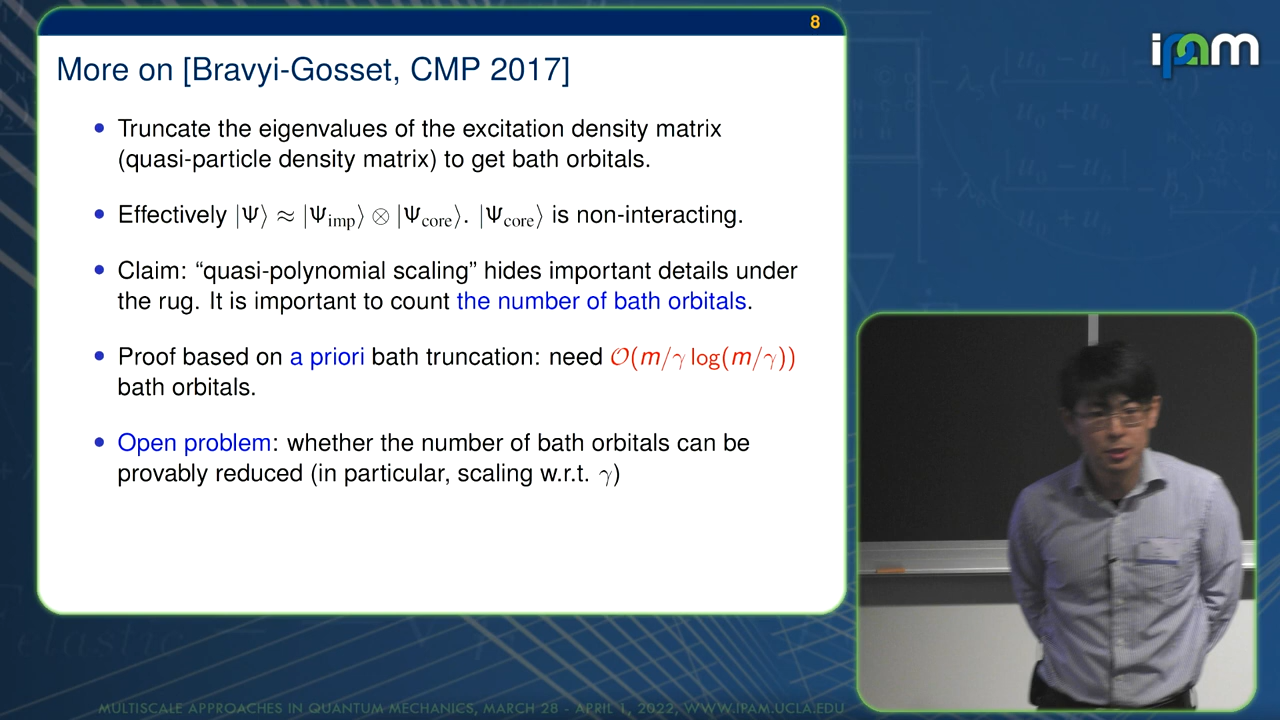 8
ipam
More on [Bravyi-Gosset, CMP 2017]
• Truncate the eigenvalues of the excitation density matrix
(quasi-particle density matrix) to get bath orbitals.
• Effectively |Ψ⟩ ≈ |Ψimp⟩ ⊗ |Ψcore⟩. |Ψcore⟩ is non-interacting.
• Claim: “quasi-polynomial scaling” hides important details under
the rug. It is important to count the number of bath orbitals.
• Proof based on a priori bath truncation: need 𝒪(m/γ log(m/γ))
bath orbitals.
• Open problem: whether the number of bath orbitals can be
provably reduced (in particular, scaling w.r.t. γ)
elastic
MULTISCALE APPROACHES IN QUANTUM MECHANICS, MARCH 28 - APRIL 1, 2022, WWW.IPAM.UCLA.EDU